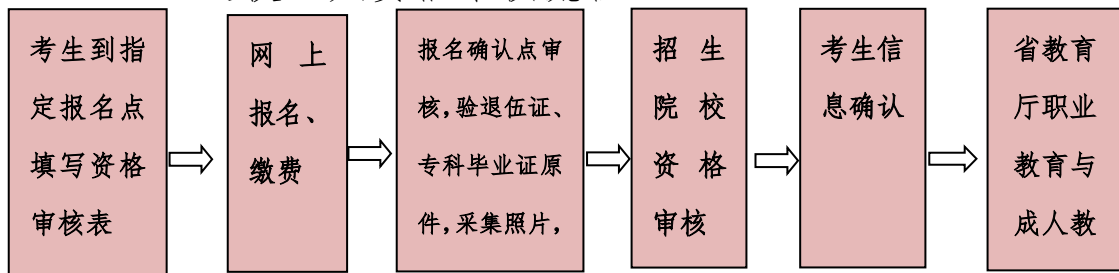 考生到指
定报名点
填写资格
审核表
网 上
报名、
缴费
报名确认点审
核,验退伍证、
专科毕业证原
件,采集照片,
招 生
院 校
资 格
审核
考生信
息确认
省教育
厅职业
教育与
成人教